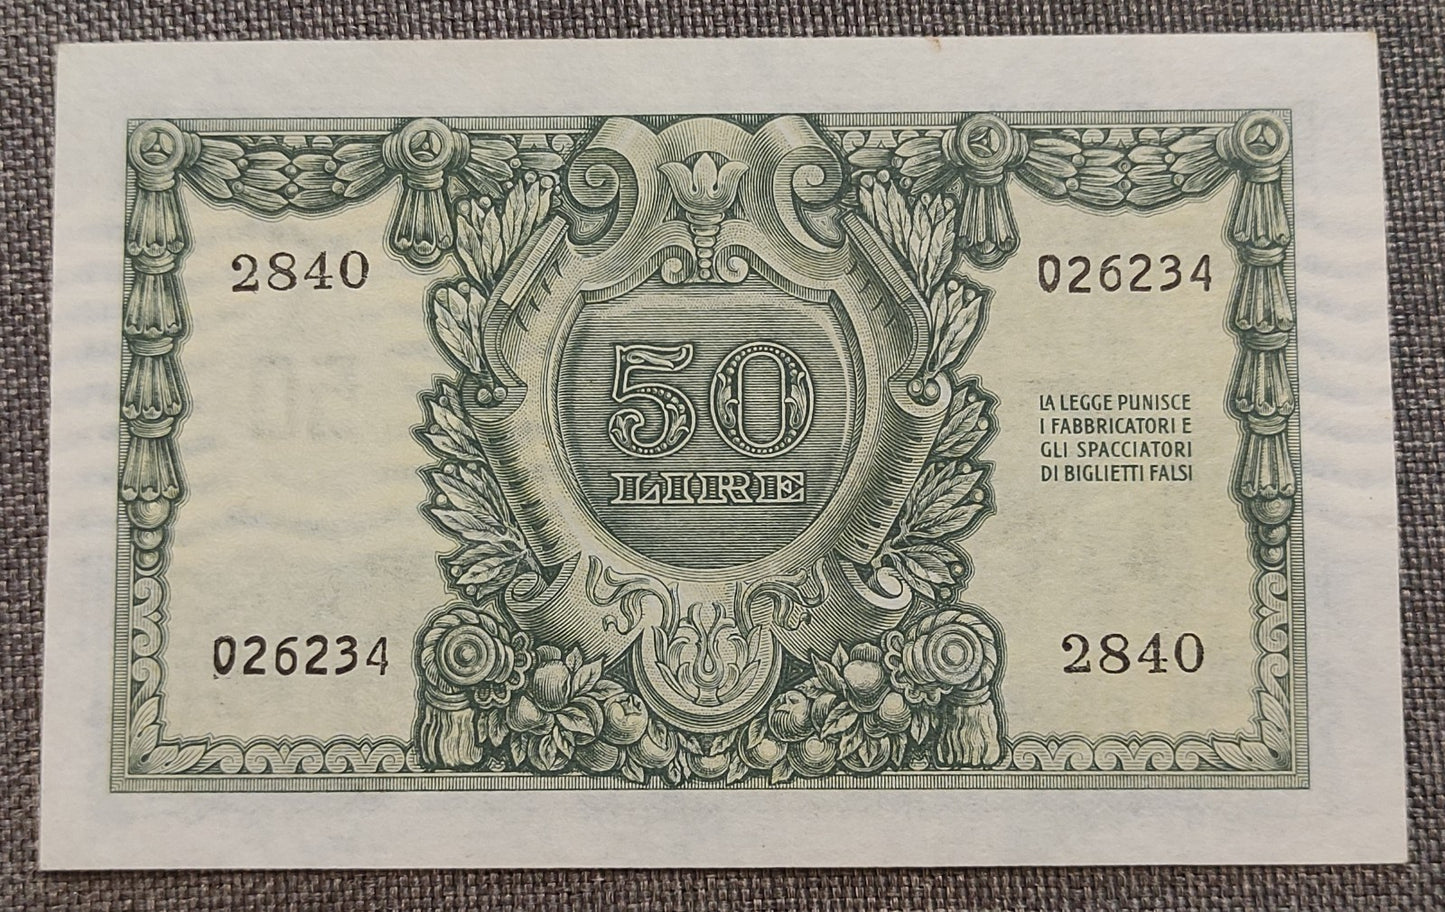 2840
026234
50
LIRE
LA LEGGE PUNISCE
I FABBRICATORI E
GLI SPACCIATORI
DI BIGLIETTI FALSI
026234
2840